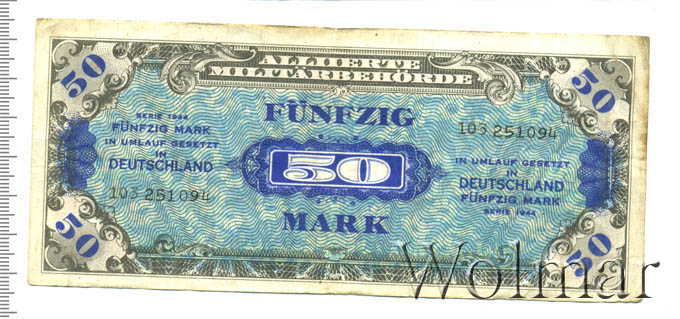 ALLIIERTE
MILITÄRBEHÖRDE
50
50
FÜNFZIG
SERIE 1944
FÜNFZIG MARK
IN UMLAUF GESETZT
IN
DEUTSCHLAND
103 251094
50
103 251094
IN UMLAUF GESETZT
IN
DEUTSCHLAND
FÜNFZIG MARK
SERIE 1944
MARK
50
50
Wolmar